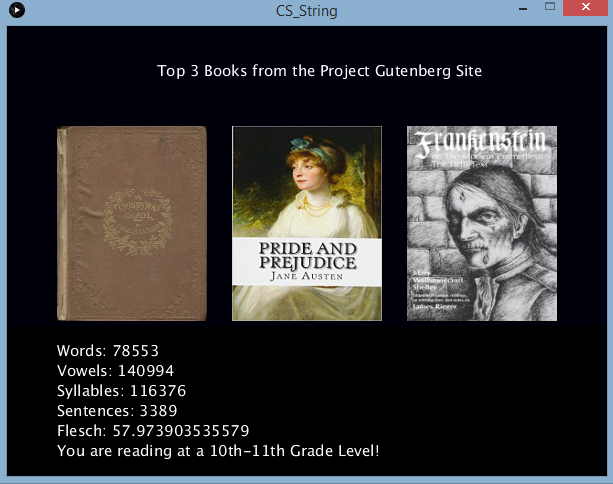 CS_String
Top 3 Books from the Project Gutenberg Site
CHRISTMAS
CAROL
PRIDE AND
PREJUDICE
JANE AUSTEN
Frankenstein
or, The Modern Prometheus
The 1818 Text
Mary
Wollstonecraft
Shelley
James Rieger
Words: 78553
Vowels: 140994
Syllables: 116376
Sentences: 3389
Flesch: 57.973903535579
You are reading at a 10th-11th Grade Level!